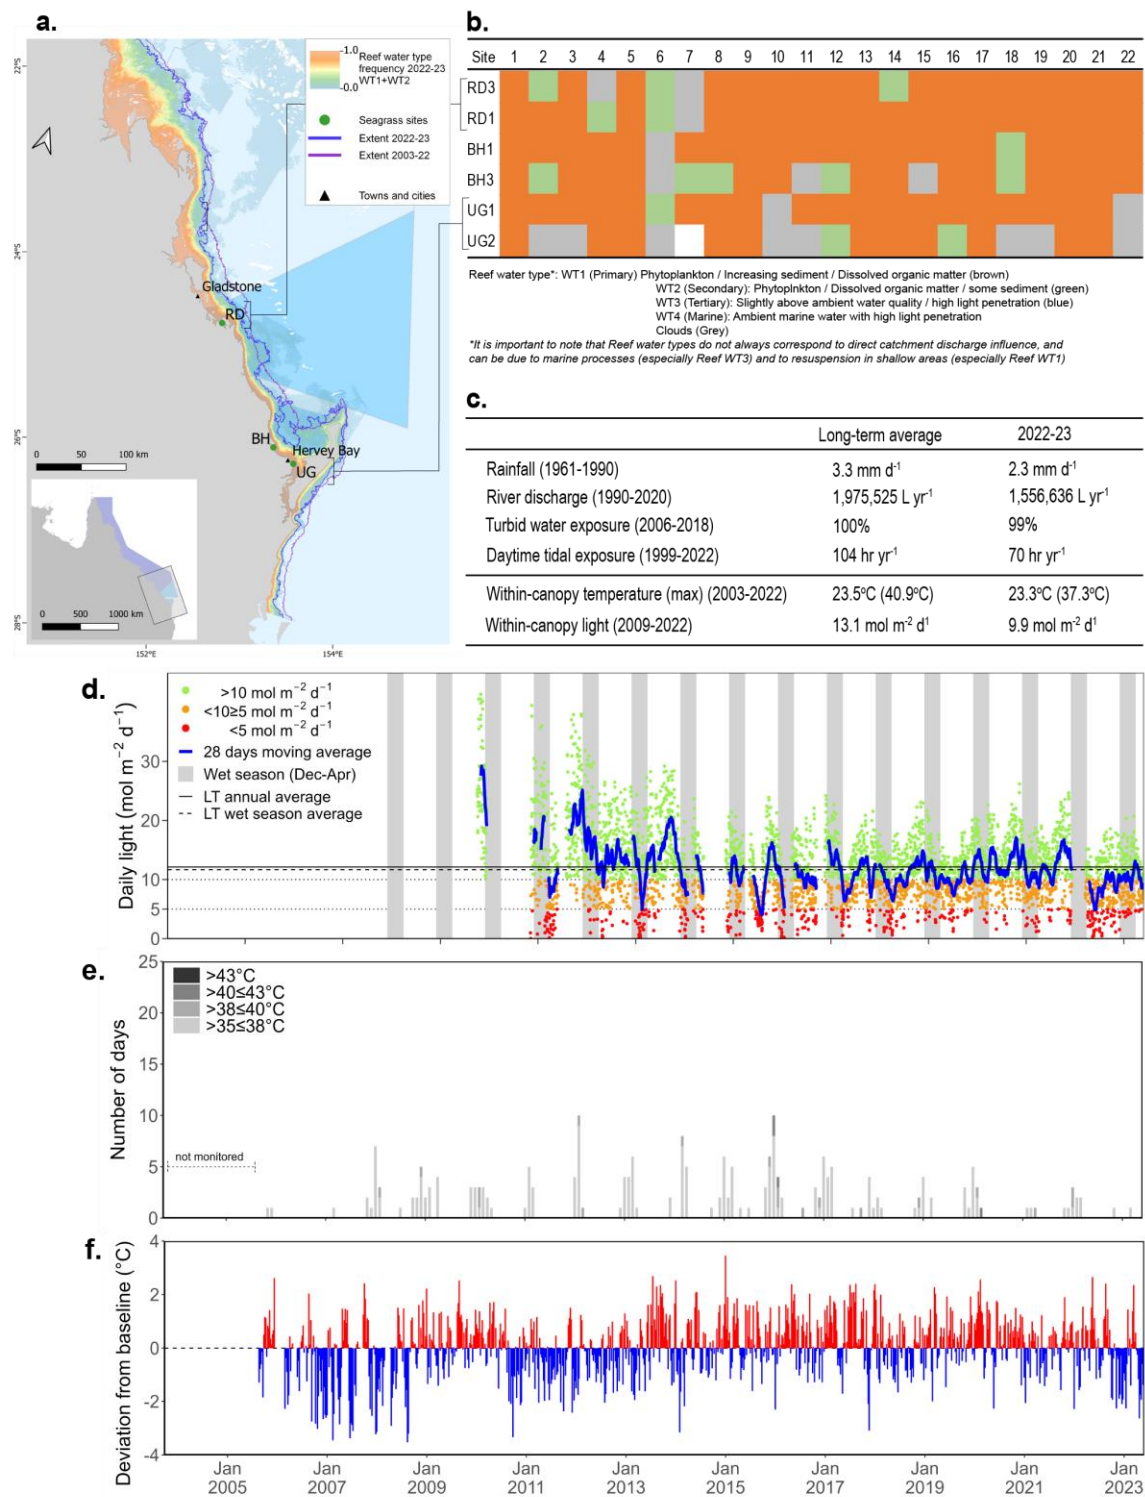 a.
22°S
24°S
26°S
28°S
1.0
0.0
Reef water type
frequency 2022-23
WT1+WT2
Seagrass sites
Extent 2022-23
Extent 2003-22
Towns and cities
Gladstone
RD
BH
Hervey Bay
UG
0 50 100 km
0 500 1000 km
152°E 154°E
b.
Site 1 2 3 4 5 6 7 8 9 10 11 12 13 14 15 16 17 18 19 20 21 22
RD3
RD1
BH1
BH3
UG1
UG2
Reef water type*: WT1 (Primary) Phytoplankton / Increasing sediment / Dissolved organic matter (brown)
WT2 (Secondary): Phytoplnkton / Dissolved organic matter / some sediment (green)
WT3 (Tertiary): Slightly above ambient water quality / high light penetration (blue)
WT4 (Marine): Ambient marine water with high light penetration
Clouds (Grey)
*It is important to note that Reef water types do not always correspond to direct catchment discharge influence, and
can be due to marine processes (especially Reef WT3) and to resuspension in shallow areas (especially Reef WT1)
c.
Long-term average 2022-23
Rainfall (1961-1990) 3.3 mm d⁻¹ 2.3 mm d⁻¹
River discharge (1990-2020) 1,975,525 L yr⁻¹ 1,556,636 L yr⁻¹
Turbid water exposure (2006-2018) 100% 99%
Daytime tidal exposure (1999-2022) 104 hr yr⁻¹ 70 hr yr⁻¹
Within-canopy temperature (max) (2003-2022) 23.5ºC (40.9ºC) 23.3ºC (37.3ºC)
Within-canopy light (2009-2022) 13.1 mol m⁻² d¹ 9.9 mol m⁻² d¹
d.
Daily light (mol m⁻² d⁻¹)
30
20
10
5
0
>10 mol m⁻² d⁻¹
<10≥5 mol m⁻² d⁻¹
<5 mol m⁻² d⁻¹
28 days moving average
Wet season (Dec-Apr)
LT annual average
LT wet season average
e.
Number of days
25
20
15
10
5
0
>43°C
>40≤43°C
>38≤40°C
>35≤38°C
not monitored
f.
Deviation from baseline (°C)
4
2
0
-2
-4
Jan Jan Jan Jan Jan Jan Jan Jan Jan Jan
2005 2007 2009 2011 2013 2015 2017 2019 2021 2023